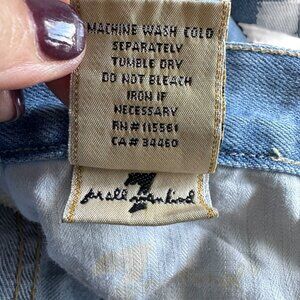 MACHINE WASH COLD
SEPARATELY
TUMBLE DRY
DO NOT BLEACH
IRON IF
NECESSARY
RN#115561
CA# 34460
7
for all mankind